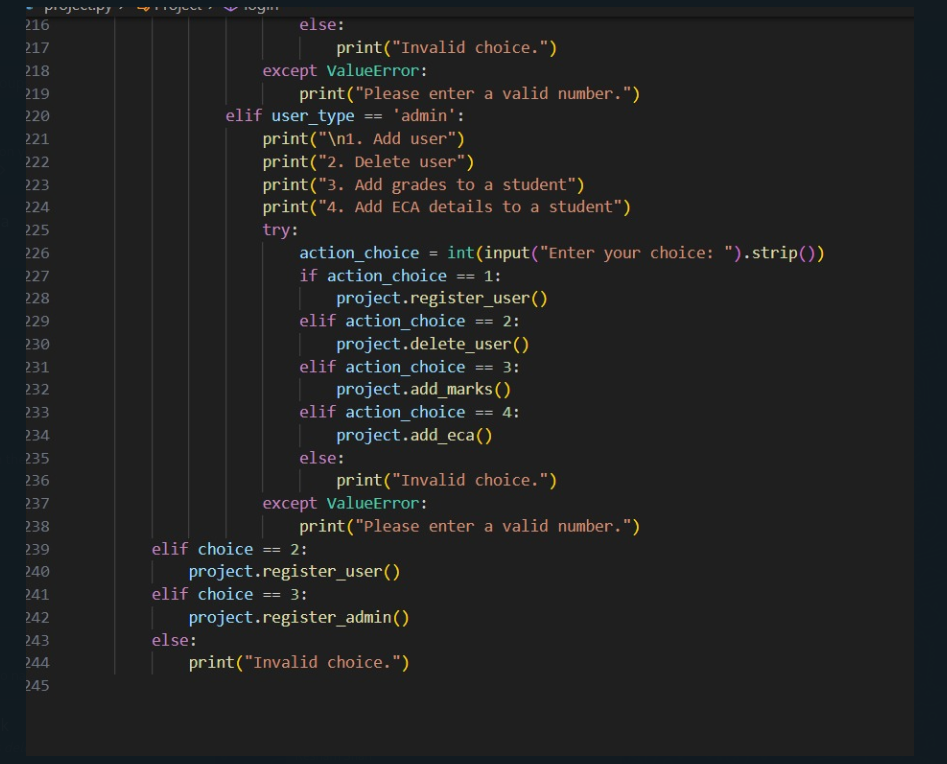 project.py > Project > login
216 else:
217 print("Invalid choice.")
218 except ValueError:
219 print("Please enter a valid number.")
220 elif user_type == 'admin':
221 print("\n1. Add user")
222 print("2. Delete user")
223 print("3. Add grades to a student")
224 print("4. Add ECA details to a student")
225 try:
226 action_choice = int(input("Enter your choice: ").strip())
227 if action_choice == 1:
228 project.register_user()
229 elif action_choice == 2:
230 project.delete_user()
231 elif action_choice == 3:
232 project.add_marks()
233 elif action_choice == 4:
234 project.add_eca()
235 else:
236 print("Invalid choice.")
237 except ValueError:
238 print("Please enter a valid number.")
239 elif choice == 2:
240 project.register_user()
241 elif choice == 3:
242 project.register_admin()
243 else:
244 print("Invalid choice.")
245